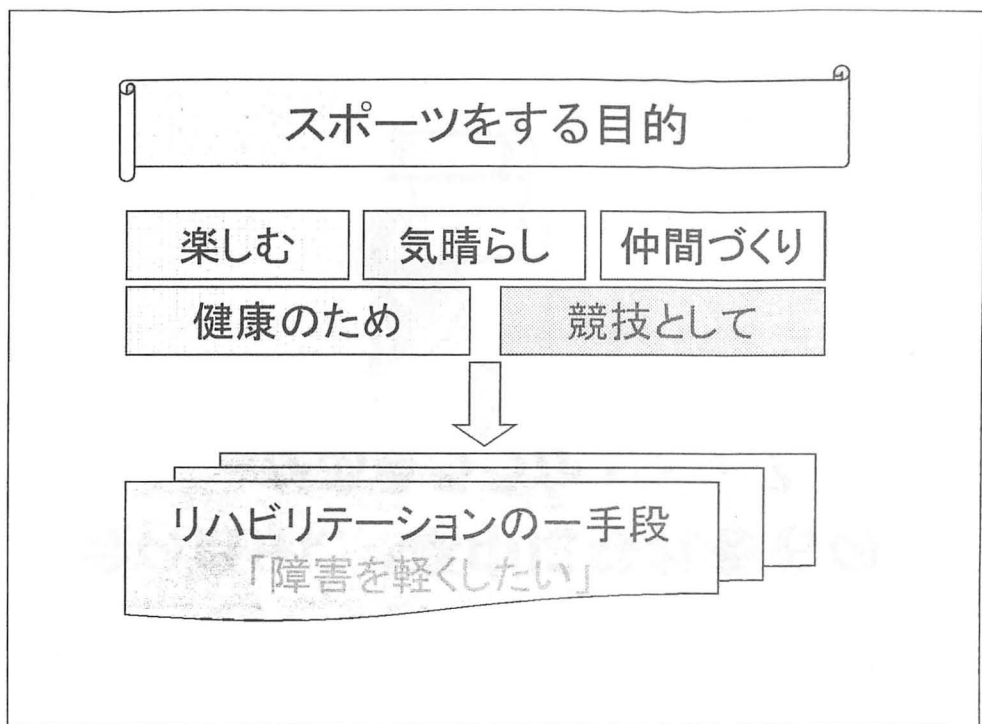 スポーツをする目的
楽しむ
気晴らし
仲間づくり
健康のため
競技として
リハビリテーションの一手段
「障害を軽くしたい」